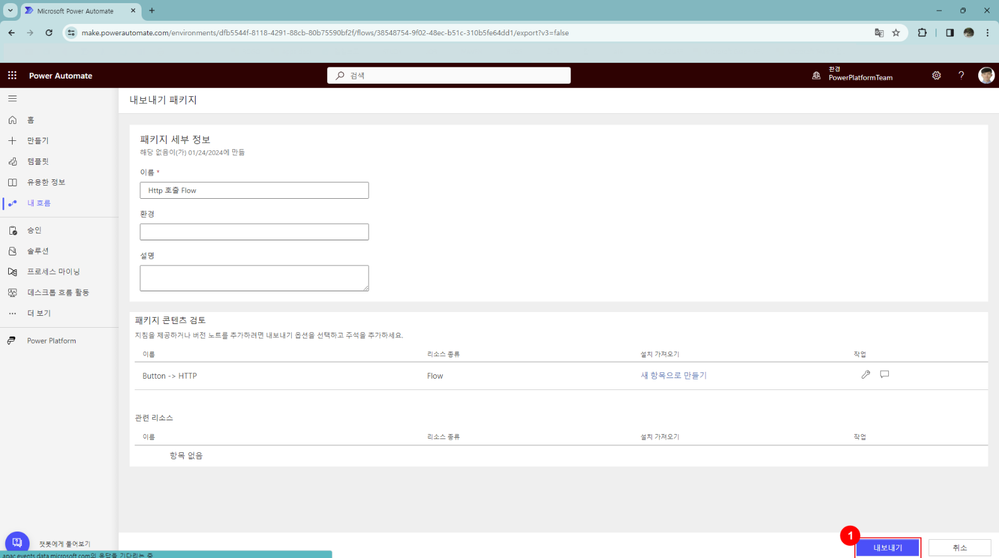 Microsoft Power Automate
make.powerautomate.com/environments/dfb5544f-8118-4291-88cb-80b75590bf2f/flows/38548754-9f02-48ec-b51c-310b5fe64dd1/export?v3=false
Power Automate
검색
환경
PowerPlatformTeam
내보내기 패키지
홈
만들기
템플릿
유용한 정보
내 흐름
승인
솔루션
프로세스 마이닝
데스크톱 흐름 활동
더 보기
Power Platform
챗봇에게 물어보기
패키지 세부 정보
해당 없음이(가) 01/24/2024에 만듦
이름 *
Http 호출 Flow
환경
설명
패키지 콘텐츠 검토
지침을 제공하거나 버전 노트를 추가하려면 내보내기 옵션을 선택하고 주석을 추가하세요.
이름 리소스 종류 설치 가져오기 작업
Button -> HTTP Flow 새 항목으로 만들기
관련 리소스
이름 리소스 종류 설치 가져오기 작업
항목 없음
1
내보내기 취소
apac.events.data.microsoft.com의 응답을 기다리는 중